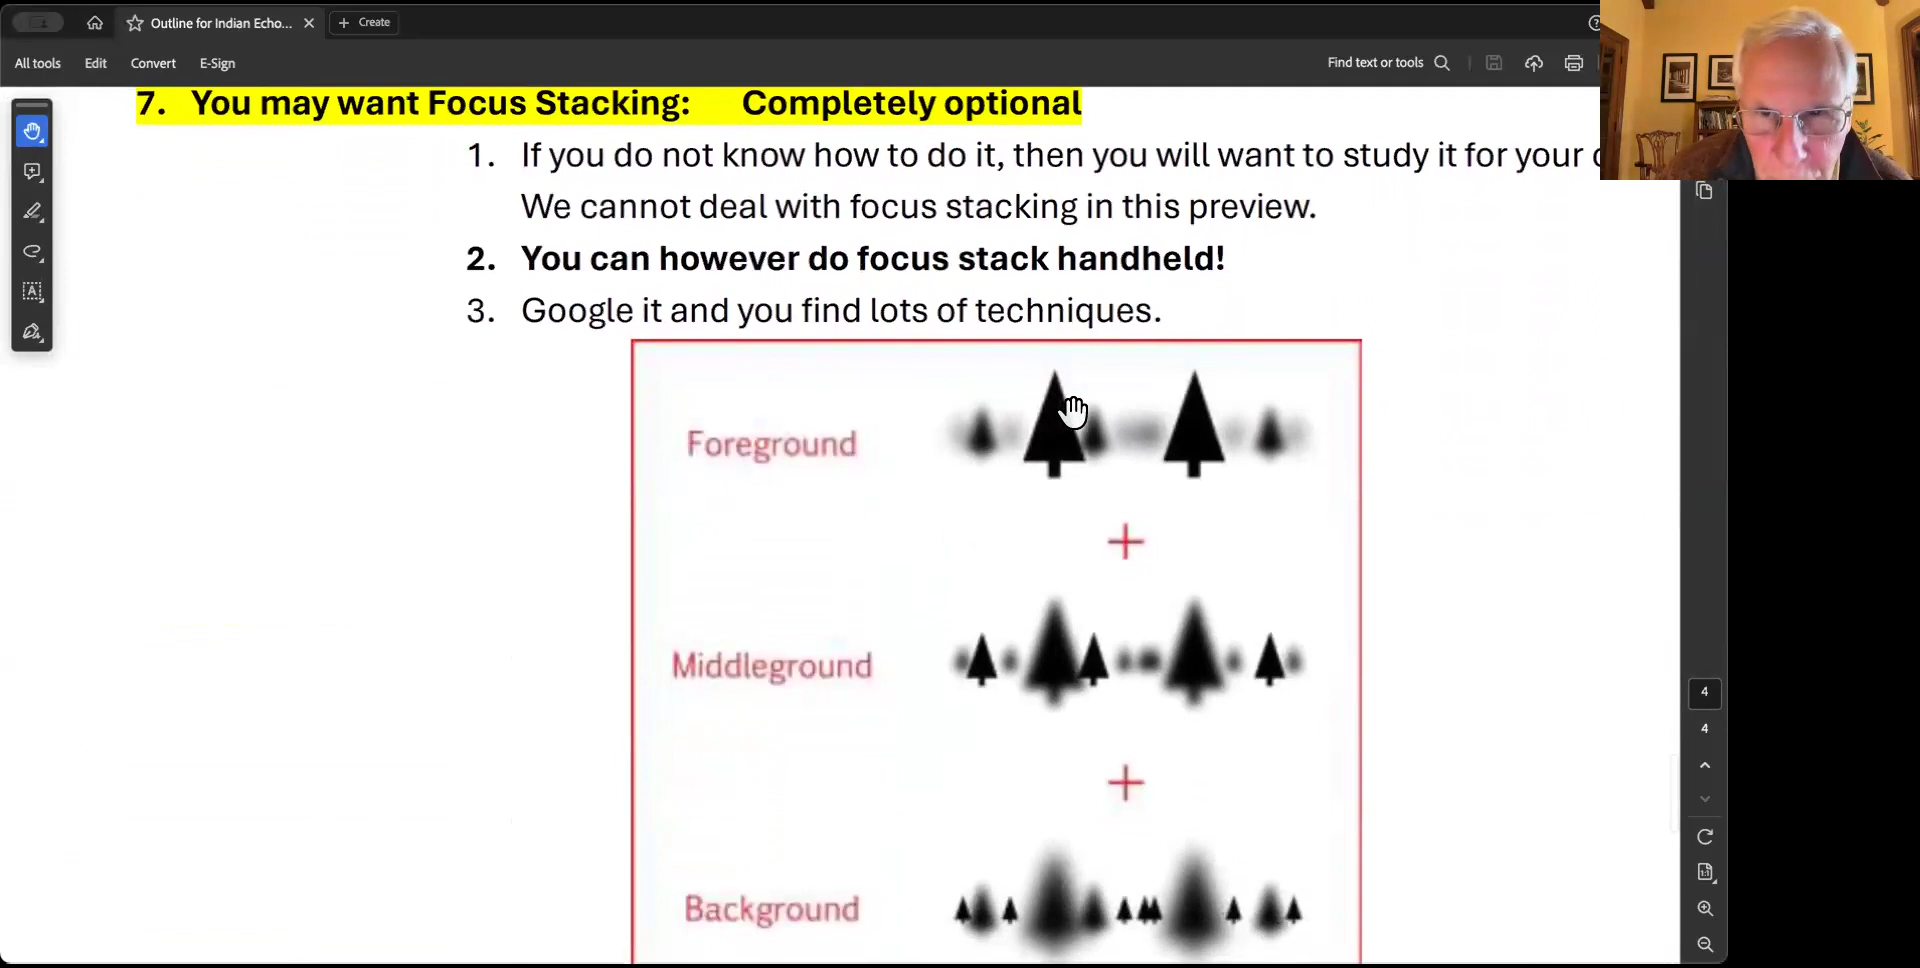 Outline for Indian Echo...
Create
All tools
Edit
Convert
E-Sign
Find text or tools
7. You may want Focus Stacking: Completely optional
1. If you do not know how to do it, then you will want to study it for your
We cannot deal with focus stacking in this preview.
2. You can however do focus stack handheld!
3. Google it and you find lots of techniques.
Foreground
+
Middleground
+
Background
4
4